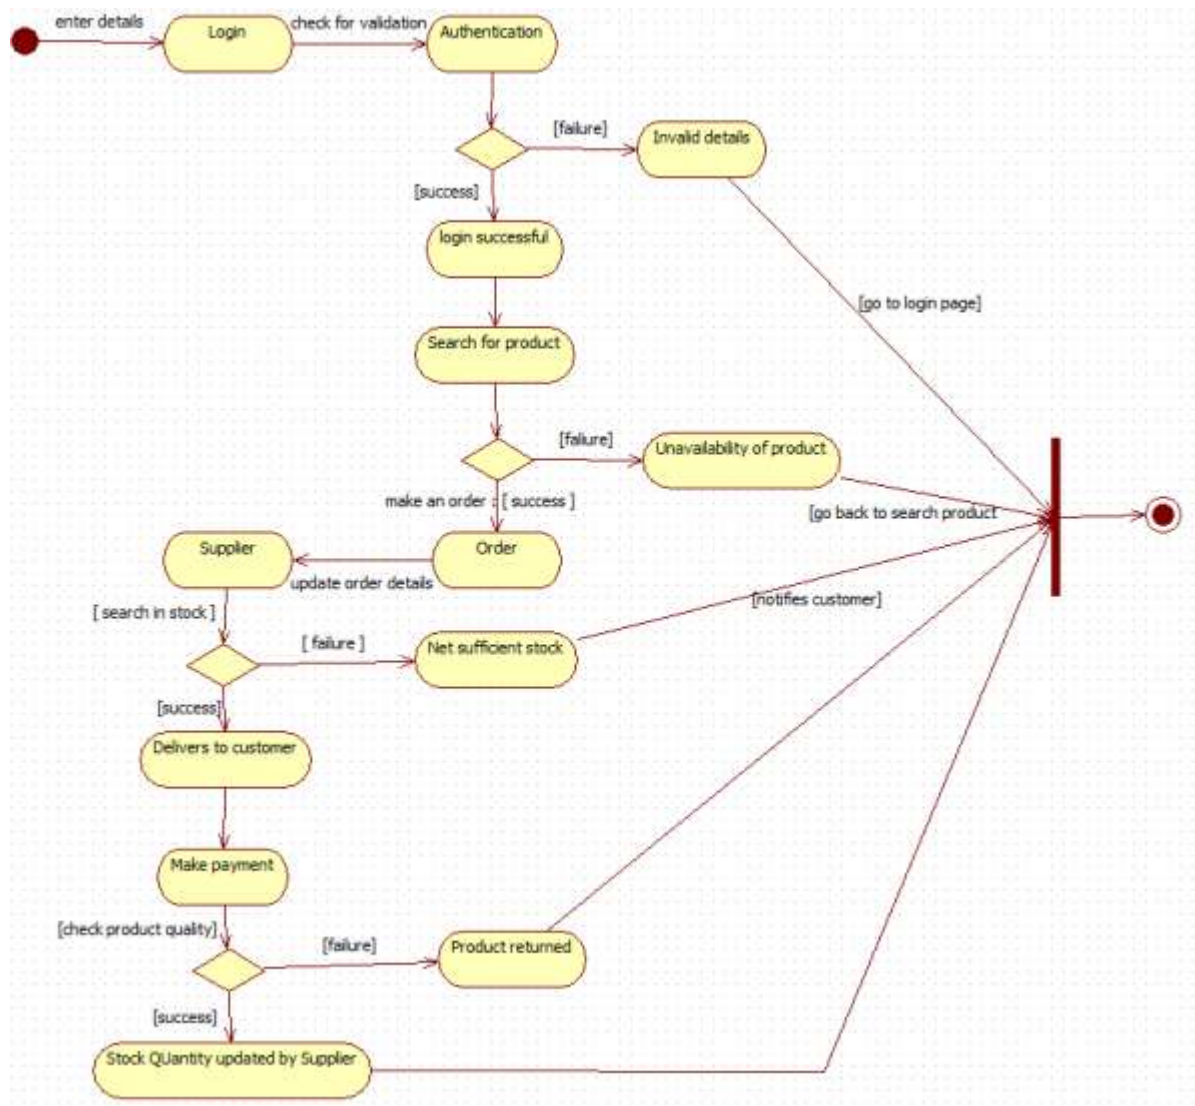 enter details
Login
check for validation
Authentication
[failure]
Invalid details
[success]
login successful
[go to login page]
Search for product
[faliure]
Unavailability of product
make an order : [ success ]
[go back to search product
Supplier
Order
update order details
[ search in stock ]
[notifies customer]
[ failure ]
Net sufficient stock
[success]
Delivers to customer
Make payment
[check product quality]
[failure]
Product returned
[success]
Stock QUantity updated by Supplier